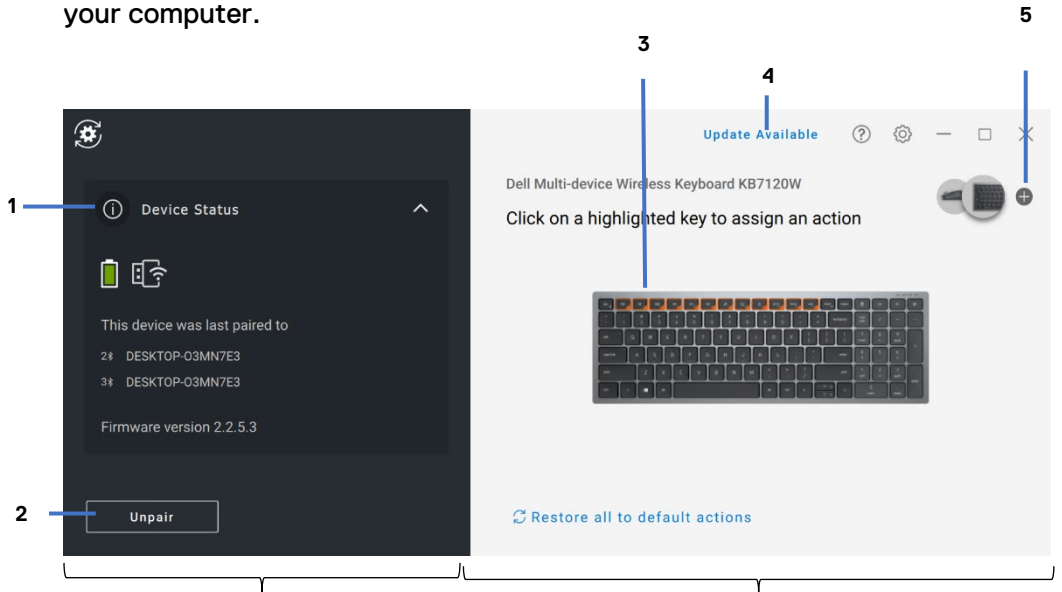 your computer.
5
3
4
Update Available
Dell Multi-device Wireless Keyboard KB7120W
1
Device Status
Click on a highlighted key to assign an action
This device was last paired to
2 DESKTOP-03MN7E3
3 DESKTOP-03MN7E3
Firmware version 2.2.5.3
2
Unpair
Restore all to default actions